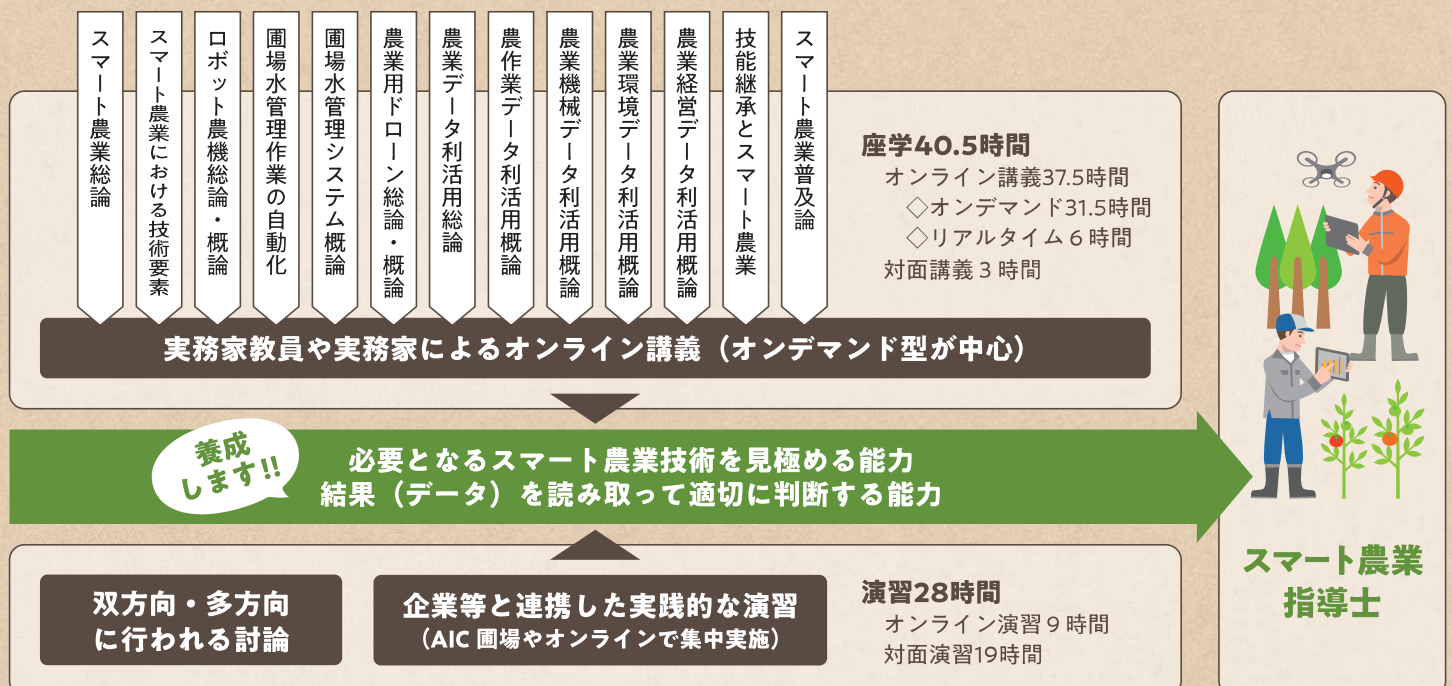 スマート農業総論
スマート農業における技術要素
ロボット農機総論・概論
圃場水管理作業の自動化
圃場水管理システム概論
農業用ドローン総論・概論
農業データ利活用総論
農作業データ利活用概論
農業機械データ利活用概論
農業環境データ利活用概論
農業経営データ利活用概論
技能継承とスマート農業
スマート農業普及論
座学40.5時間
オンライン講義37.5時間
◇オンデマンド31.5時間
◇リアルタイム6時間
対面講義3時間
実務家教員や実務家によるオンライン講義（オンデマンド型が中心）
養成
します!!
必要となるスマート農業技術を見極める能力
結果（データ）を読み取って適切に判断する能力
双方向・多方向
に行われる討論
企業等と連携した実践的な演習
（AIC 圃場やオンラインで集中実施）
演習28時間
オンライン演習9時間
対面演習19時間
スマート農業
指導士